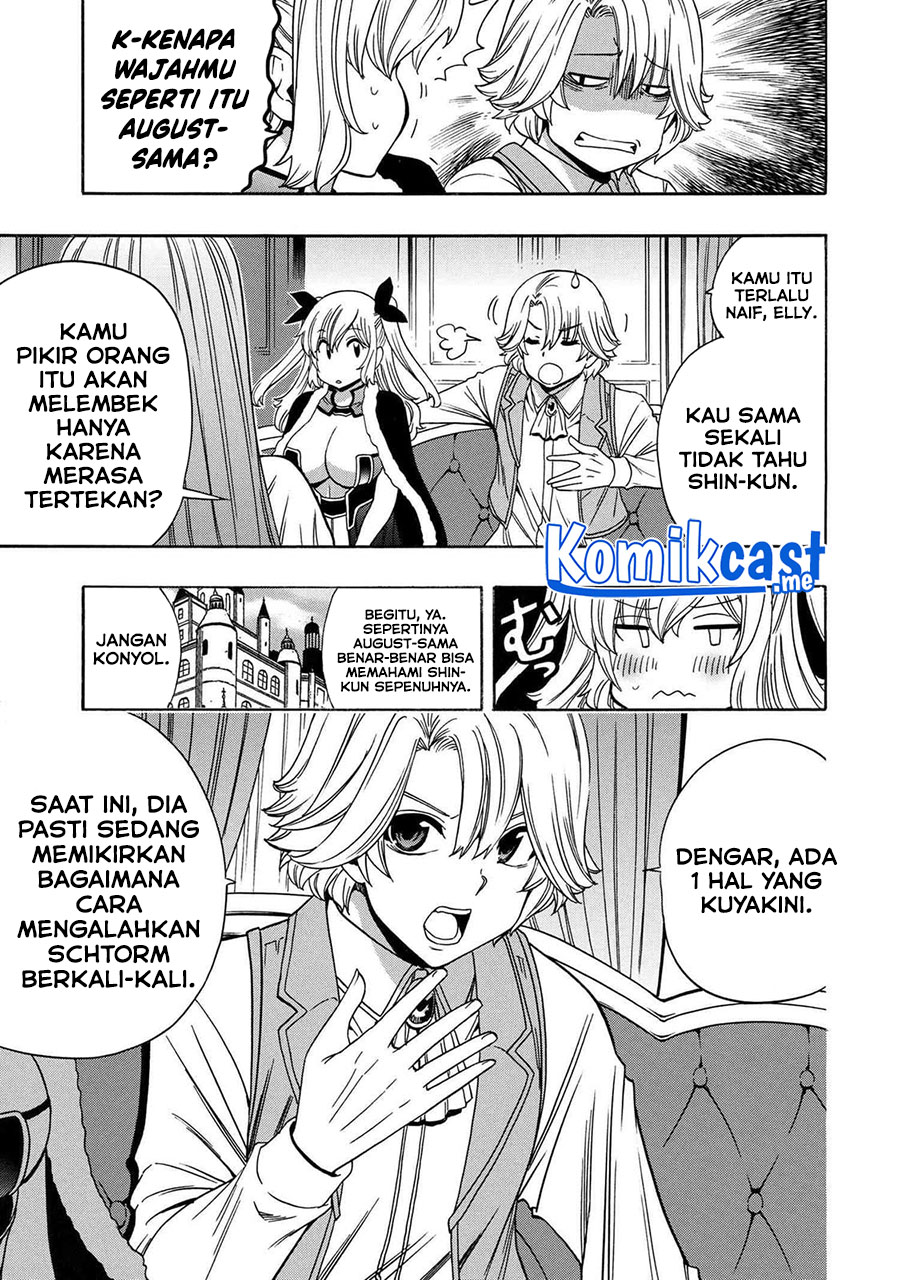 K-KENAPA
WAJAHMU
SEPERTI ITU
AUGUST-
SAMA?
KAMU ITU
TERLALU
NAIF, ELLY.
KAU SAMA
SEKALI
TIDAK TAHU
SHIN-KUN.
KAMU
PIKIR ORANG
ITU AKAN
MELEMBEK
HANYA
KARENA
MERASA
TERTEKAN?
Komikcast
.me
むっ
BEGITU, YA.
SEPERTINYA
AUGUST-SAMA
BENAR-BENAR BISA
MEMAHAMI SHIN-
KUN SEPENUHNYA.
JANGAN
KONYOL.
DENGAR, ADA
1 HAL YANG
KUYAKINI.
SAAT INI, DIA
PASTI SEDANG
MEMIKIRKAN
BAGAIMANA
CARA
MENGALAHKAN
SCHTORM
BERKALI-KALI.